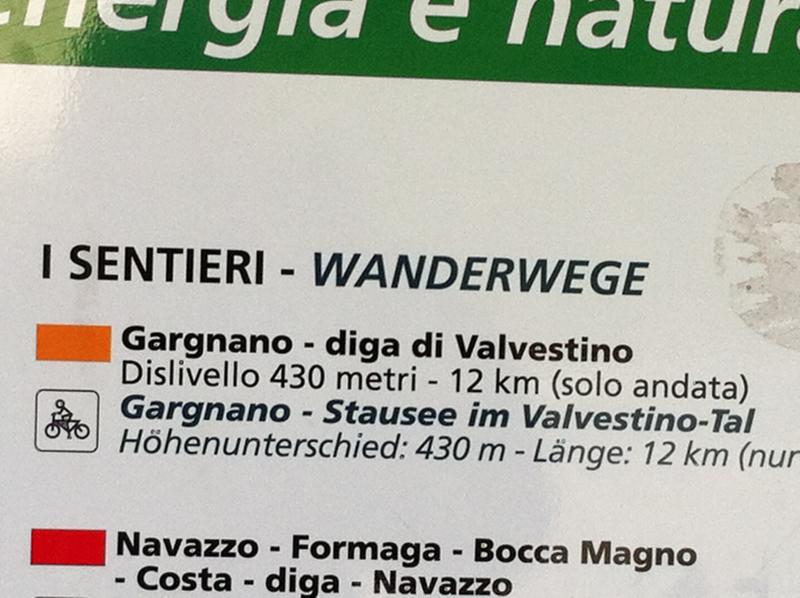 energia e natura
I SENTIERI - WANDERWEGE
Gargnano - diga di Valvestino
Dislivello 430 metri - 12 km (solo andata)
Gargnano - Stausee im Valvestino-Tal
Höhenunterschied: 430 m - Länge: 12 km (nur
Navazzo - Formaga - Bocca Magno
- Costa - diga - Navazzo